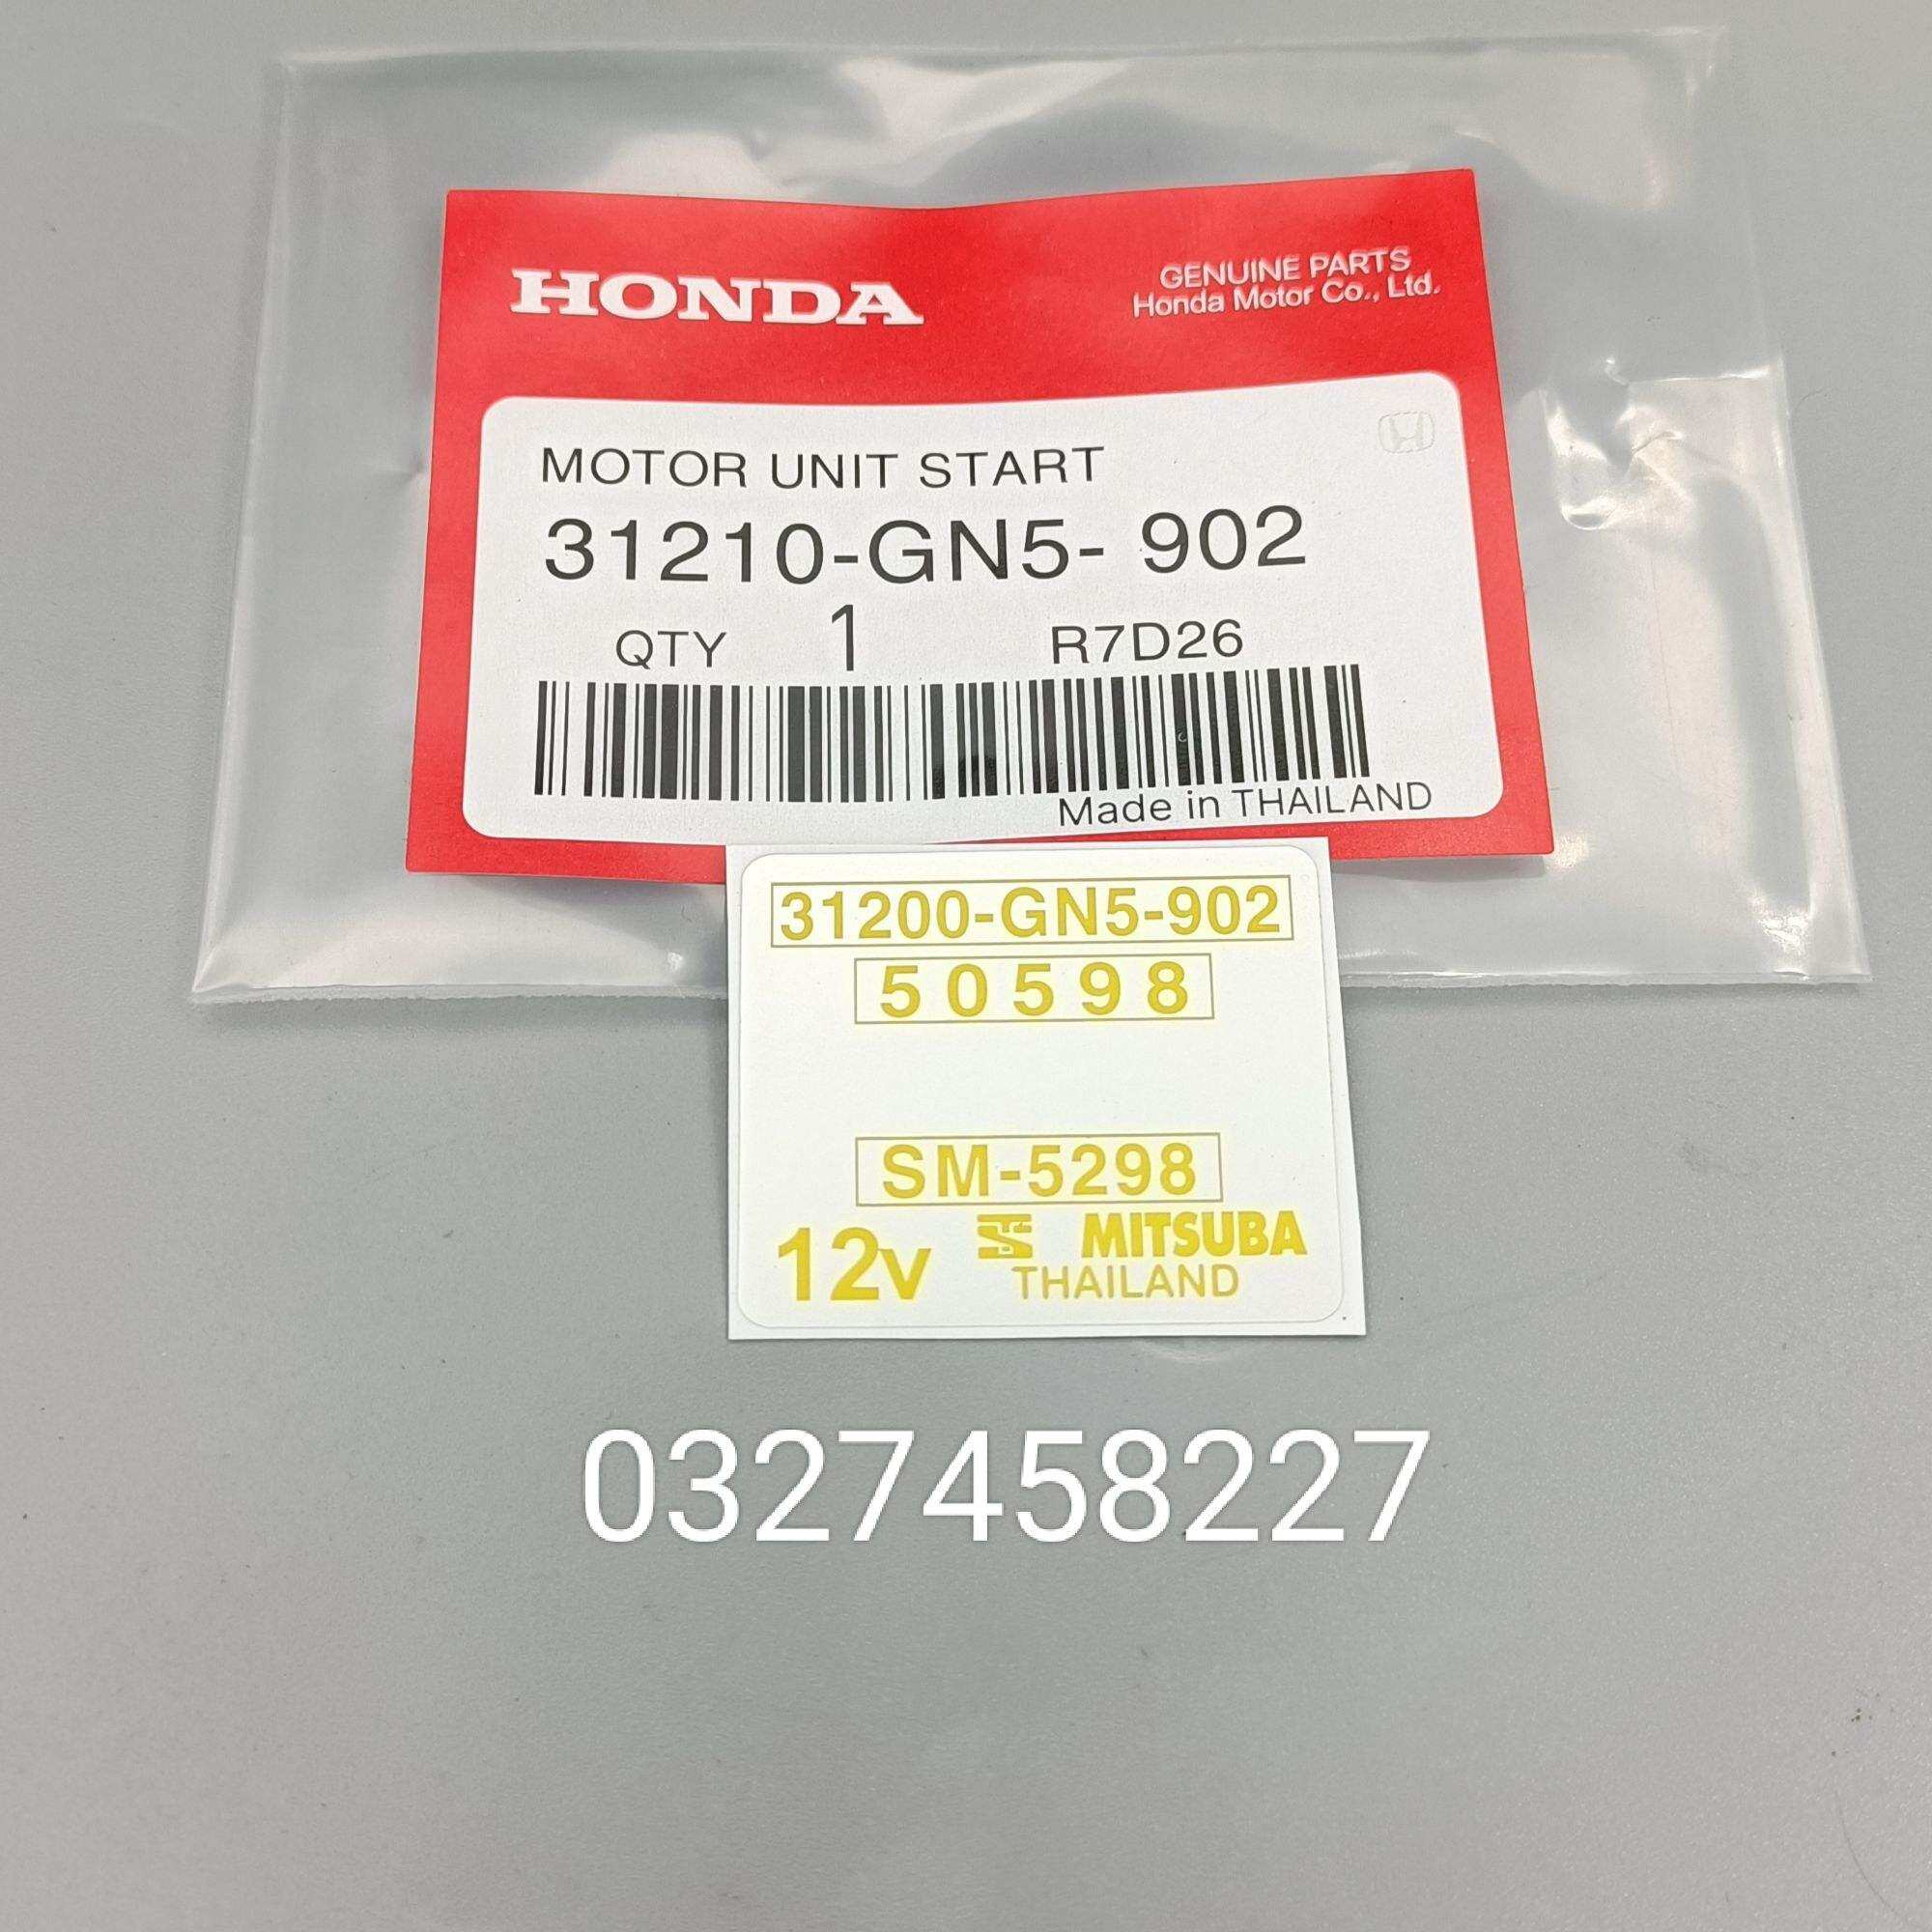 HONDA
GENUINE PARTS
Honda Motor Co., Ltd.
MOTOR UNIT START
31210-GN5- 902
QTY 1 R7D26
Made in THAILAND
31200-GN5-902
50598
SM-5298
12v MITSUBA
THAILAND
0327458227